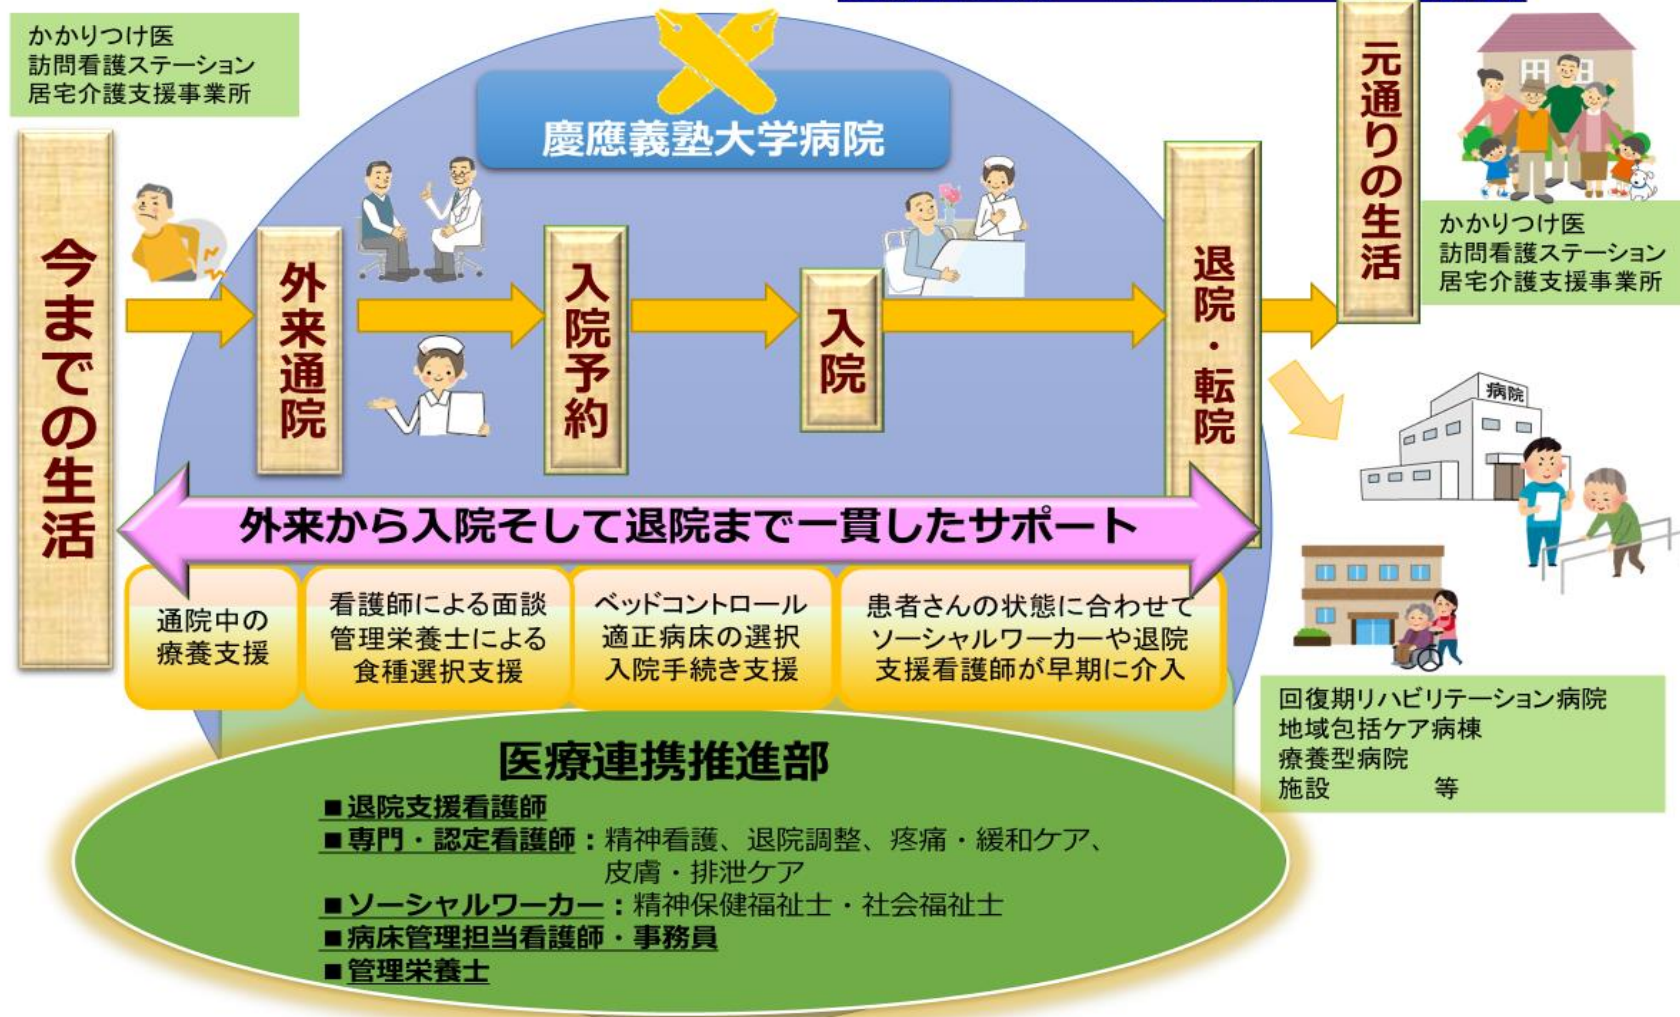 かかりつけ医
訪問看護ステーション
居宅介護支援事業所
慶應義塾大学病院
今までの生活
外来通院
入院予約
入院
退院・転院
元通りの生活
かかりつけ医
訪問看護ステーション
居宅介護支援事業所
病院
外来から入院そして退院まで一貫したサポート
通院中の
療養支援
看護師による面談
管理栄養士による
食種選択支援
ベッドコントロール
適正病床の選択
入院手続き支援
患者さんの状態に合わせて
ソーシャルワーカーや退院
支援看護師が早期に介入
回復期リハビリテーション病院
地域包括ケア病棟
療養型病院
施設 等
医療連携推進部
■退院支援看護師
■専門・認定看護師：精神看護、退院調整、疼痛・緩和ケア、
皮膚・排泄ケア
■ソーシャルワーカー：精神保健福祉士・社会福祉士
■病床管理担当看護師・事務員
■管理栄養士